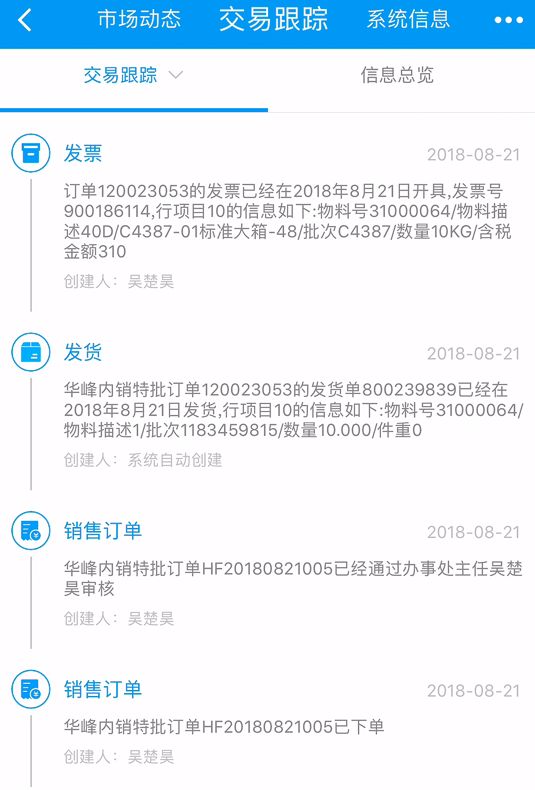 市场动态 交易跟踪 系统信息
交易跟踪 信息总览
发票 2018-08-21
订单120023053的发票已经在2018年8月21日开具,发票号
900186114,行项目10的信息如下:物料号31000064/物料描
述40D/C4387-01标准大箱-48/批次C4387/数量10KG/含税
金额310
创建人：吴楚昊
发货 2018-08-21
华峰内销特批订单120023053的发货单800239839已经在
2018年8月21日发货,行项目10的信息如下:物料号31000064/
物料描述1/批次1183459815/数量10.000/件重0
创建人：系统自动创建
销售订单 2018-08-21
华峰内销特批订单HF20180821005已经通过办事处主任吴楚
昊审核
创建人：吴楚昊
销售订单 2018-08-21
华峰内销特批订单HF20180821005已下单
创建人：吴楚昊